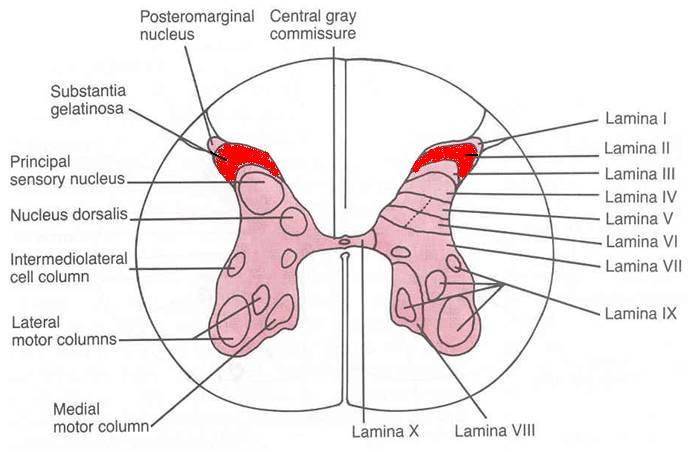 Posteromarginal
nucleus
Central gray
commissure
Substantia
gelatinosa
Principal
sensory nucleus
Nucleus dorsalis
Intermediolateral
cell column
Lateral
motor columns
Medial
motor column
Lamina I
Lamina II
Lamina III
Lamina IV
Lamina V
Lamina VI
Lamina VII
Lamina IX
Lamina X
Lamina VIII